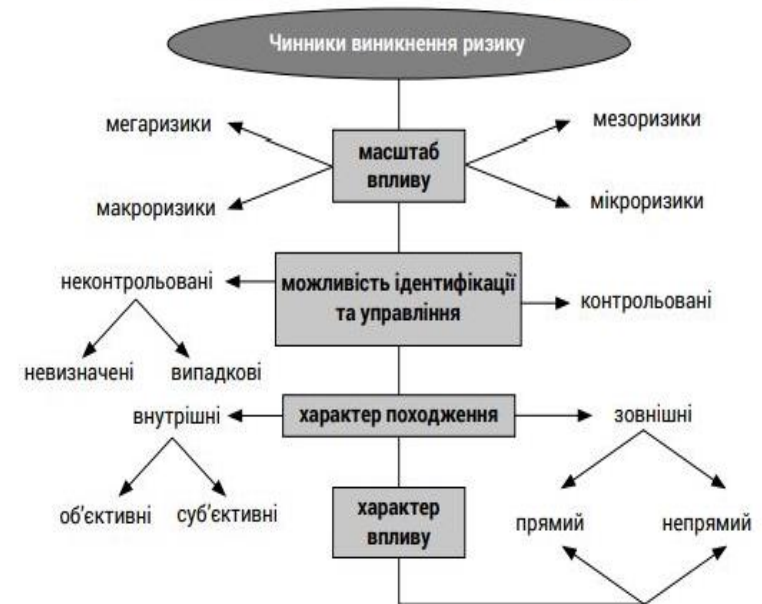 Чинники виникнення ризику
мегаризики
мезоризики
масштаб
впливу
макроризики
мікроризики
неконтрольовані
можливість ідентифікації
та управління
контрольовані
невизначені
випадкові
внутрішні
характер походження
зовнішні
об’єктивні
суб’єктивні
характер
впливу
прямий
непрямий